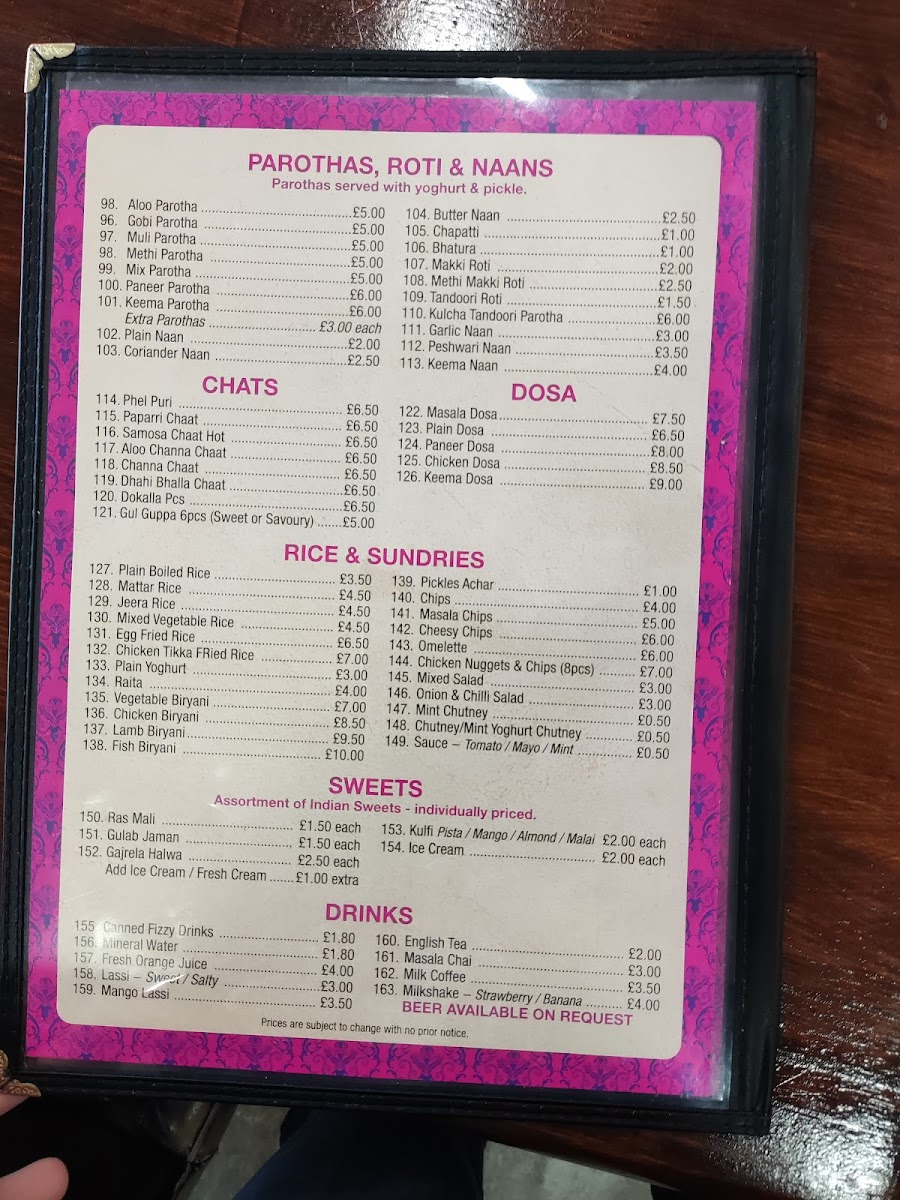 PAROTHAS, ROTI & NAANS
Parothas served with yoghurt & pickle.
98. Aloo Parotha £5.00
96. Gobi Parotha £5.00
97. Muli Parotha £5.00
98. Methi Parotha £5.00
99. Mix Parotha £5.00
100. Paneer Parotha £6.00
101. Keema Parotha £6.00
Extra Parothas £3.00 each
102. Plain Naan £2.00
103. Coriander Naan £2.50
104. Butter Naan £2.50
105. Chapatti £1.00
106. Bhatura £1.00
107. Makki Roti £2.00
108. Methi Makki Roti £2.50
109. Tandoori Roti £1.50
110. Kulcha Tandoori Parotha £6.00
111. Garlic Naan £3.00
112. Peshwari Naan £3.50
113. Keema Naan £4.00
CHATS
114. Phel Puri £6.50
115. Paparri Chaat £6.50
116. Samosa Chaat Hot £6.50
117. Aloo Channa Chaat £6.50
118. Channa Chaat £6.50
119. Dhahi Bhalla Chaat £6.50
120. Dokalla Pcs £6.50
121. Gul Guppa 6pcs (Sweet or Savoury) £5.00
DOSA
122. Masala Dosa £7.50
123. Plain Dosa £6.50
124. Paneer Dosa £8.00
125. Chicken Dosa £8.50
126. Keema Dosa £9.00
RICE & SUNDRIES
127. Plain Boiled Rice £3.50
128. Mattar Rice £4.50
129. Jeera Rice £4.50
130. Mixed Vegetable Rice £4.50
131. Egg Fried Rice £6.50
132. Chicken Tikka FRied Rice £7.00
133. Plain Yoghurt £3.00
134. Raita £4.00
135. Vegetable Biryani £7.00
136. Chicken Biryani £8.50
137. Lamb Biryani £9.50
138. Fish Biryani £10.00
139. Pickles Achar £1.00
140. Chips £4.00
141. Masala Chips £5.00
142. Cheesy Chips £6.00
143. Omelette £6.00
144. Chicken Nuggets & Chips (8pcs) £7.00
145. Mixed Salad £3.00
146. Onion & Chilli Salad £3.00
147. Mint Chutney £0.50
148. Chutney/Mint Yoghurt Chutney £0.50
149. Sauce – Tomato / Mayo / Mint £0.50
SWEETS
Assortment of Indian Sweets - individually priced.
150. Ras Mali £1.50 each
151. Gulab Jaman £1.50 each
152. Gajrela Halwa £2.50 each
Add Ice Cream / Fresh Cream £1.00 extra
153. Kulfi Pista / Mango / Almond / Malai £2.00 each
154. Ice Cream £2.00 each
DRINKS
155. Canned Fizzy Drinks £1.80
156. Mineral Water £1.80
157. Fresh Orange Juice £4.00
158. Lassi – Sweet / Salty £3.00
159. Mango Lassi £3.50
160. English Tea £2.00
161. Masala Chai £3.00
162. Milk Coffee £3.50
163. Milkshake – Strawberry / Banana £4.00
BEER AVAILABLE ON REQUEST
Prices are subject to change with no prior notice.